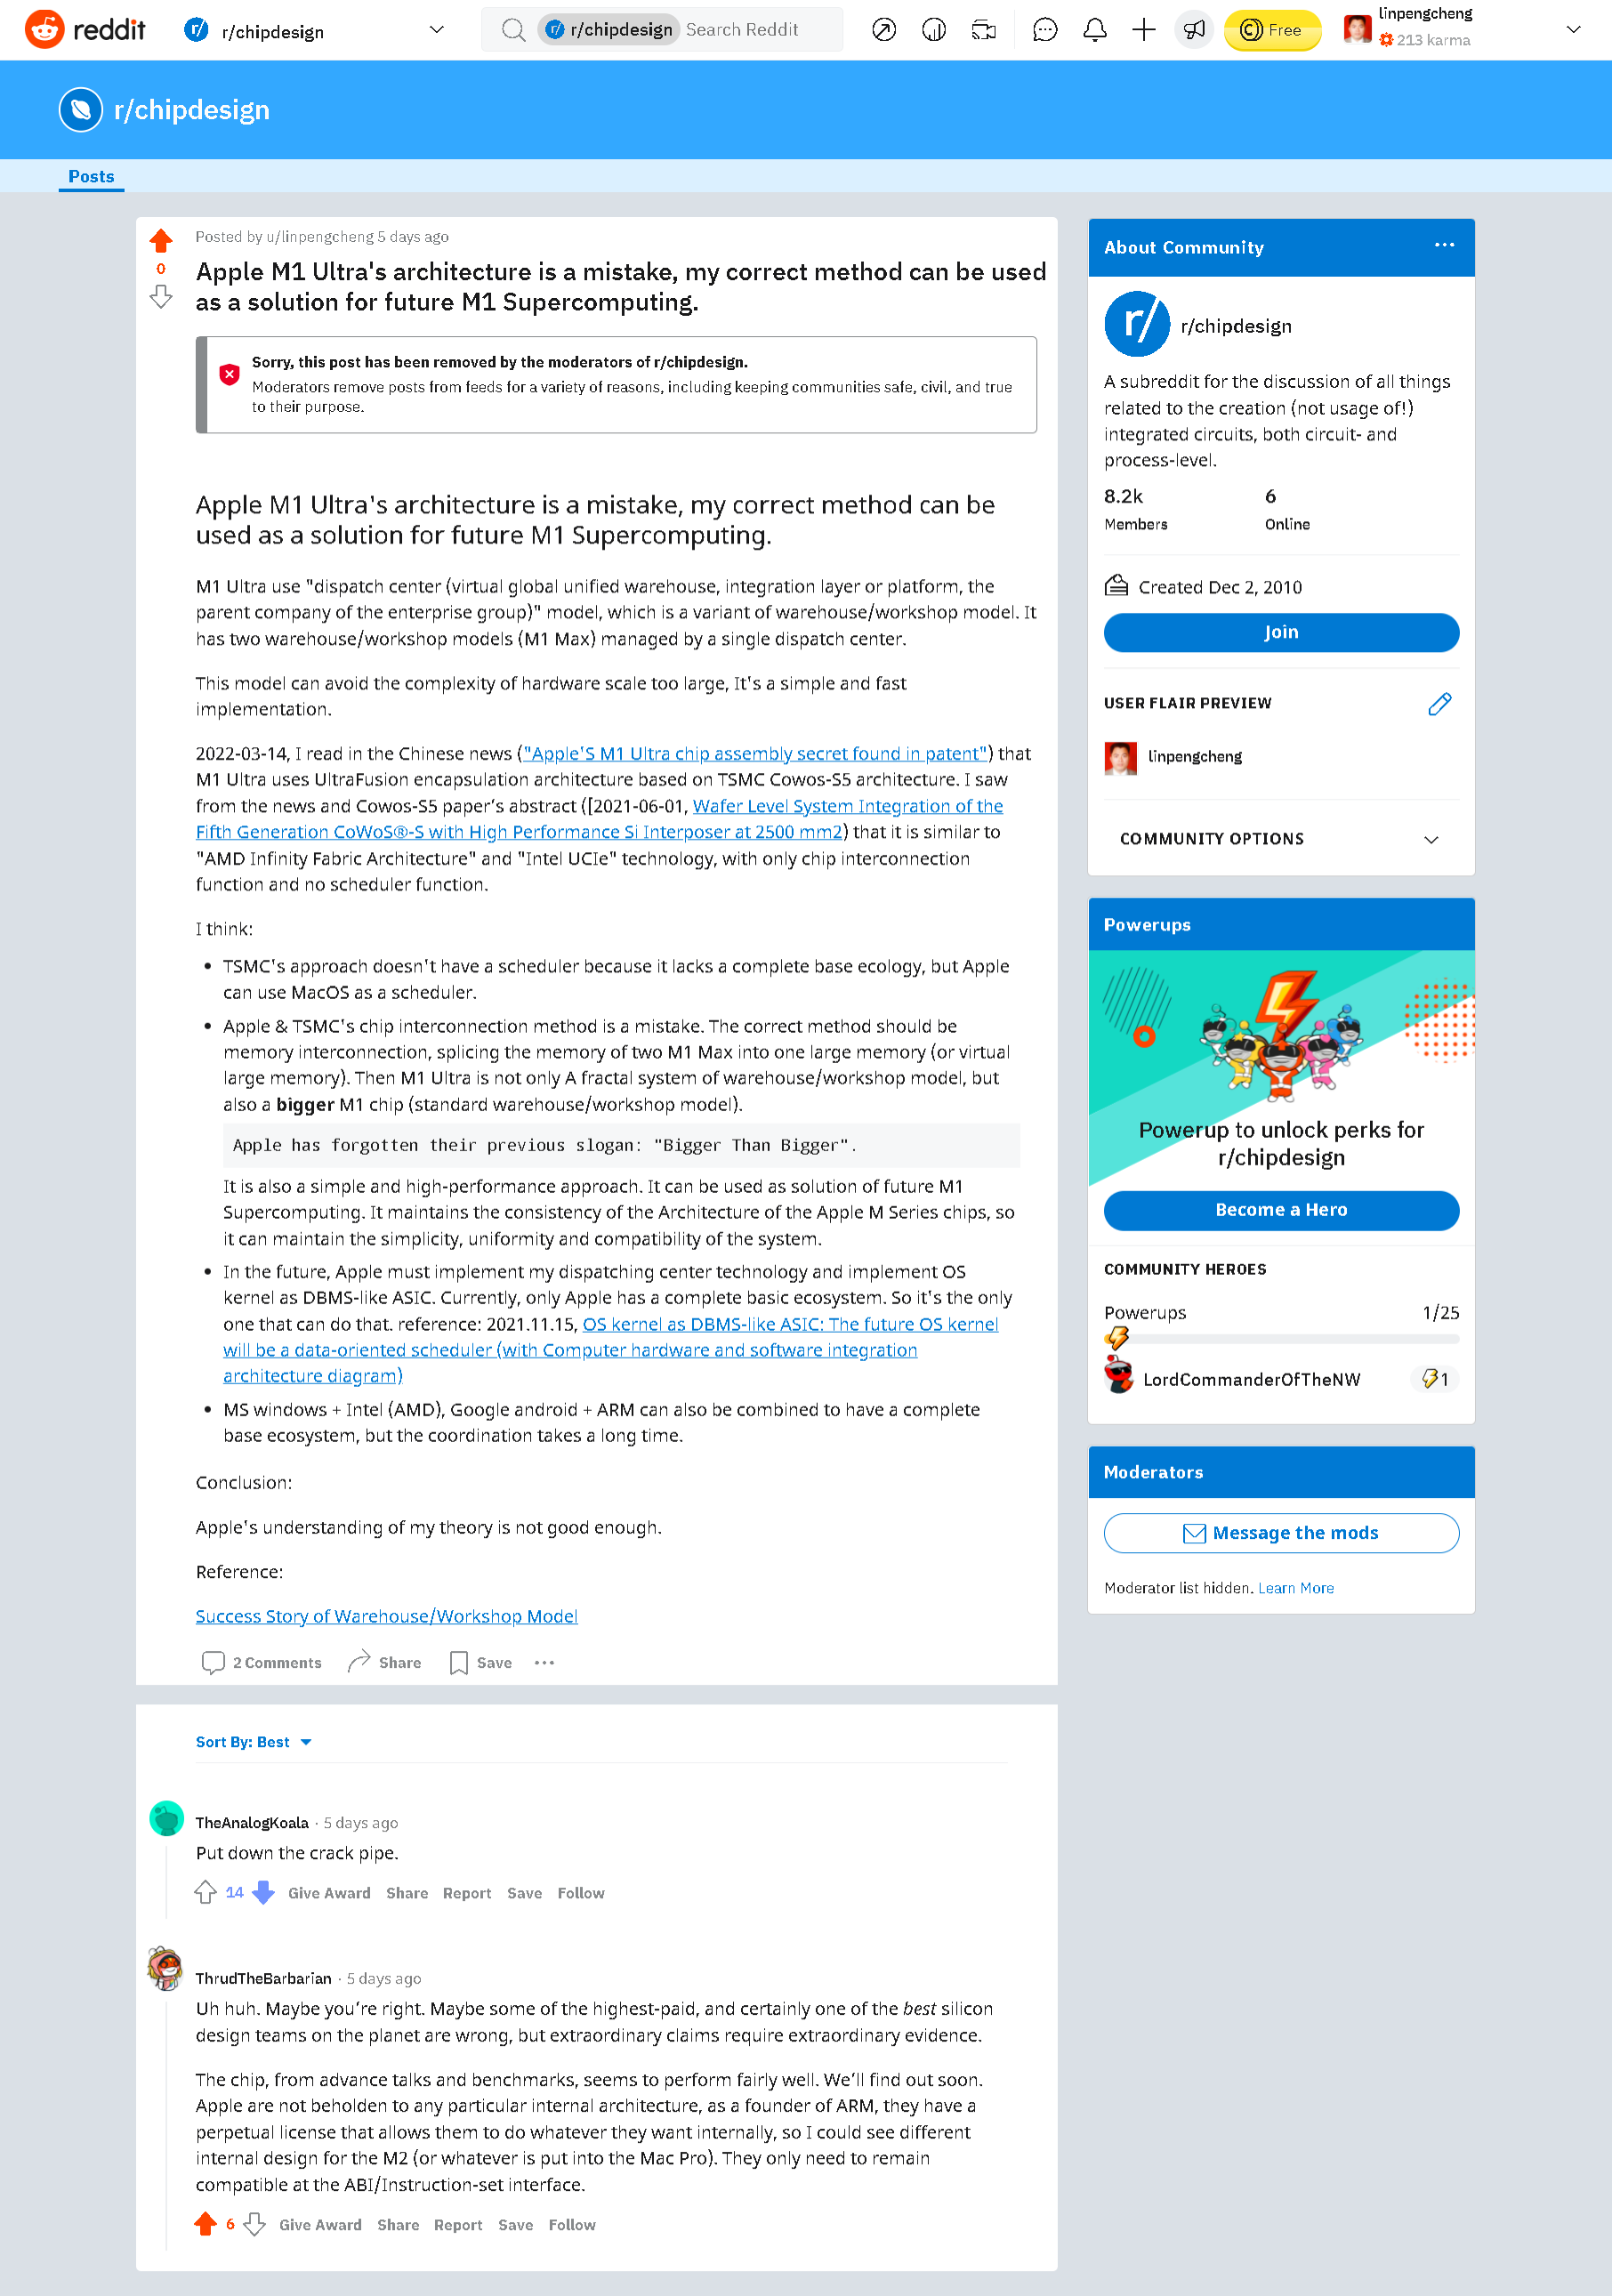 reddit
r/ r/chipdesign
r/ r/chipdesign Search Reddit
Free
linpengcheng
213 karma
r/chipdesign
Posts
0
Posted by u/linpengcheng 5 days ago
Apple M1 Ultra's architecture is a mistake, my correct method can be used
as a solution for future M1 Supercomputing.
Sorry, this post has been removed by the moderators of r/chipdesign.
Moderators remove posts from feeds for a variety of reasons, including keeping communities safe, civil, and true
to their purpose.
Apple M1 Ultra's architecture is a mistake, my correct method can be
used as a solution for future M1 Supercomputing.
M1 Ultra use "dispatch center (virtual global unified warehouse, integration layer or platform, the
parent company of the enterprise group)" model, which is a variant of warehouse/workshop model. It
has two warehouse/workshop models (M1 Max) managed by a single dispatch center.
This model can avoid the complexity of hardware scale too large, It's a simple and fast
implementation.
2022-03-14, I read in the Chinese news ("Apple'S M1 Ultra chip assembly secret found in patent") that
M1 Ultra uses UltraFusion encapsulation architecture based on TSMC Cowos-S5 architecture. I saw
from the news and Cowos-S5 paper's abstract ([2021-06-01, Wafer Level System Integration of the
Fifth Generation CoWoS®-S with High Performance Si Interposer at 2500 mm2) that it is similar to
"AMD Infinity Fabric Architecture" and "Intel UCIe" technology, with only chip interconnection
function and no scheduler function.
I think:
• TSMC's approach doesn't have a scheduler because it lacks a complete base ecology, but Apple
can use MacOS as a scheduler.
• Apple & TSMC's chip interconnection method is a mistake. The correct method should be
memory interconnection, splicing the memory of two M1 Max into one large memory (or virtual
large memory). Then M1 Ultra is not only A fractal system of warehouse/workshop model, but
also a bigger M1 chip (standard warehouse/workshop model).
Apple has forgotten their previous slogan: "Bigger Than Bigger".
It is also a simple and high-performance approach. It can be used as solution of future M1
Supercomputing. It maintains the consistency of the Architecture of the Apple M Series chips, so
it can maintain the simplicity, uniformity and compatibility of the system.
• In the future, Apple must implement my dispatching center technology and implement OS
kernel as DBMS-like ASIC. Currently, only Apple has a complete basic ecosystem. So it's the only
one that can do that. reference: 2021.11.15, OS kernel as DBMS-like ASIC: The future OS kernel
will be a data-oriented scheduler (with Computer hardware and software integration
architecture diagram)
• MS windows + Intel (AMD), Google android + ARM can also be combined to have a complete
base ecosystem, but the coordination takes a long time.
Conclusion:
Apple's understanding of my theory is not good enough.
Reference:
Success Story of Warehouse/Workshop Model
2 Comments Share Save ...
Sort By: Best
TheAnalogKoala · 5 days ago
Put down the crack pipe.
14 Give Award Share Report Save Follow
ThrudTheBarbarian · 5 days ago
Uh huh. Maybe you're right. Maybe some of the highest-paid, and certainly one of the best silicon
design teams on the planet are wrong, but extraordinary claims require extraordinary evidence.
The chip, from advance talks and benchmarks, seems to perform fairly well. We'll find out soon.
Apple are not beholden to any particular internal architecture, as a founder of ARM, they have a
perpetual license that allows them to do whatever they want internally, so I could see different
internal design for the M2 (or whatever is put into the Mac Pro). They only need to remain
compatible at the ABI/Instruction-set interface.
6 Give Award Share Report Save Follow
About Community ...
r/ r/chipdesign
A subreddit for the discussion of all things
related to the creation (not usage of!)
integrated circuits, both circuit- and
process-level.
8.2k 6
Members Online
Created Dec 2, 2010
Join
USER FLAIR PREVIEW
linpengcheng
COMMUNITY OPTIONS
Powerups
Powerup to unlock perks for
r/chipdesign
Become a Hero
COMMUNITY HEROES
Powerups 1/25
LordCommanderOfTheNW 1
Moderators
Message the mods
Moderator list hidden. Learn More